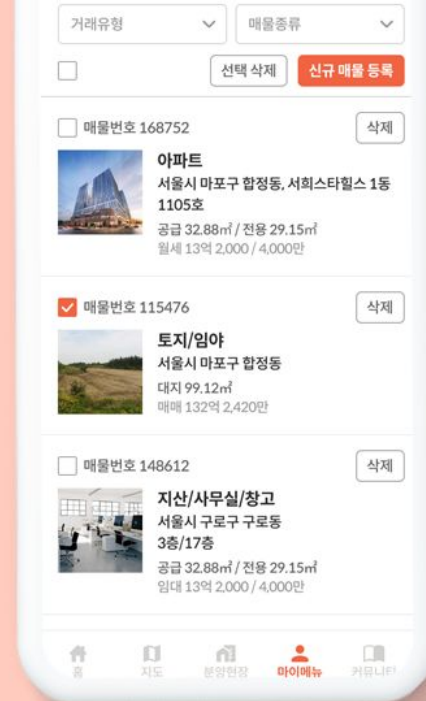 거래유형 매물종류
선택 삭제 신규 매물 등록
매물번호 168752 삭제
아파트
서울시 마포구 합정동, 서희스타힐스 1동
1105호
공급 32.88㎡ / 전용 29.15㎡
월세 13억 2,000 / 4,000만
매물번호 115476 삭제
토지/임야
서울시 마포구 합정동
대지 99.12㎡
매매 132억 2,420만
매물번호 148612 삭제
지산/사무실/창고
서울시 구로구 구로동
3층/17층
공급 32.88㎡ / 전용 29.15㎡
임대 13억 2,000 / 4,000만
홈 지도 분양현장 마이메뉴 커뮤니티